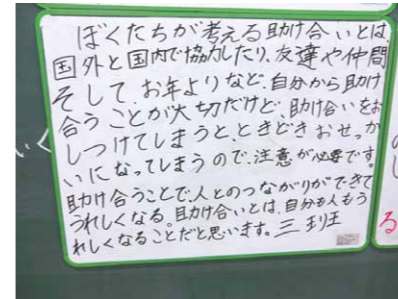 ぼくたちが考える助け合いとは、
国外と国内で協力したり、友達や仲間
そして、お年よりなど、自分から助け
合うことが大切だけど、助け合いをお
しつけてしまうと、ときどきおせっか
いになってしまうので、注意が必要です。
助け合うことで、人とのつながりができて
うれしくなる。助け合いとは、自分も人もう
れしくなることだと思います。三班